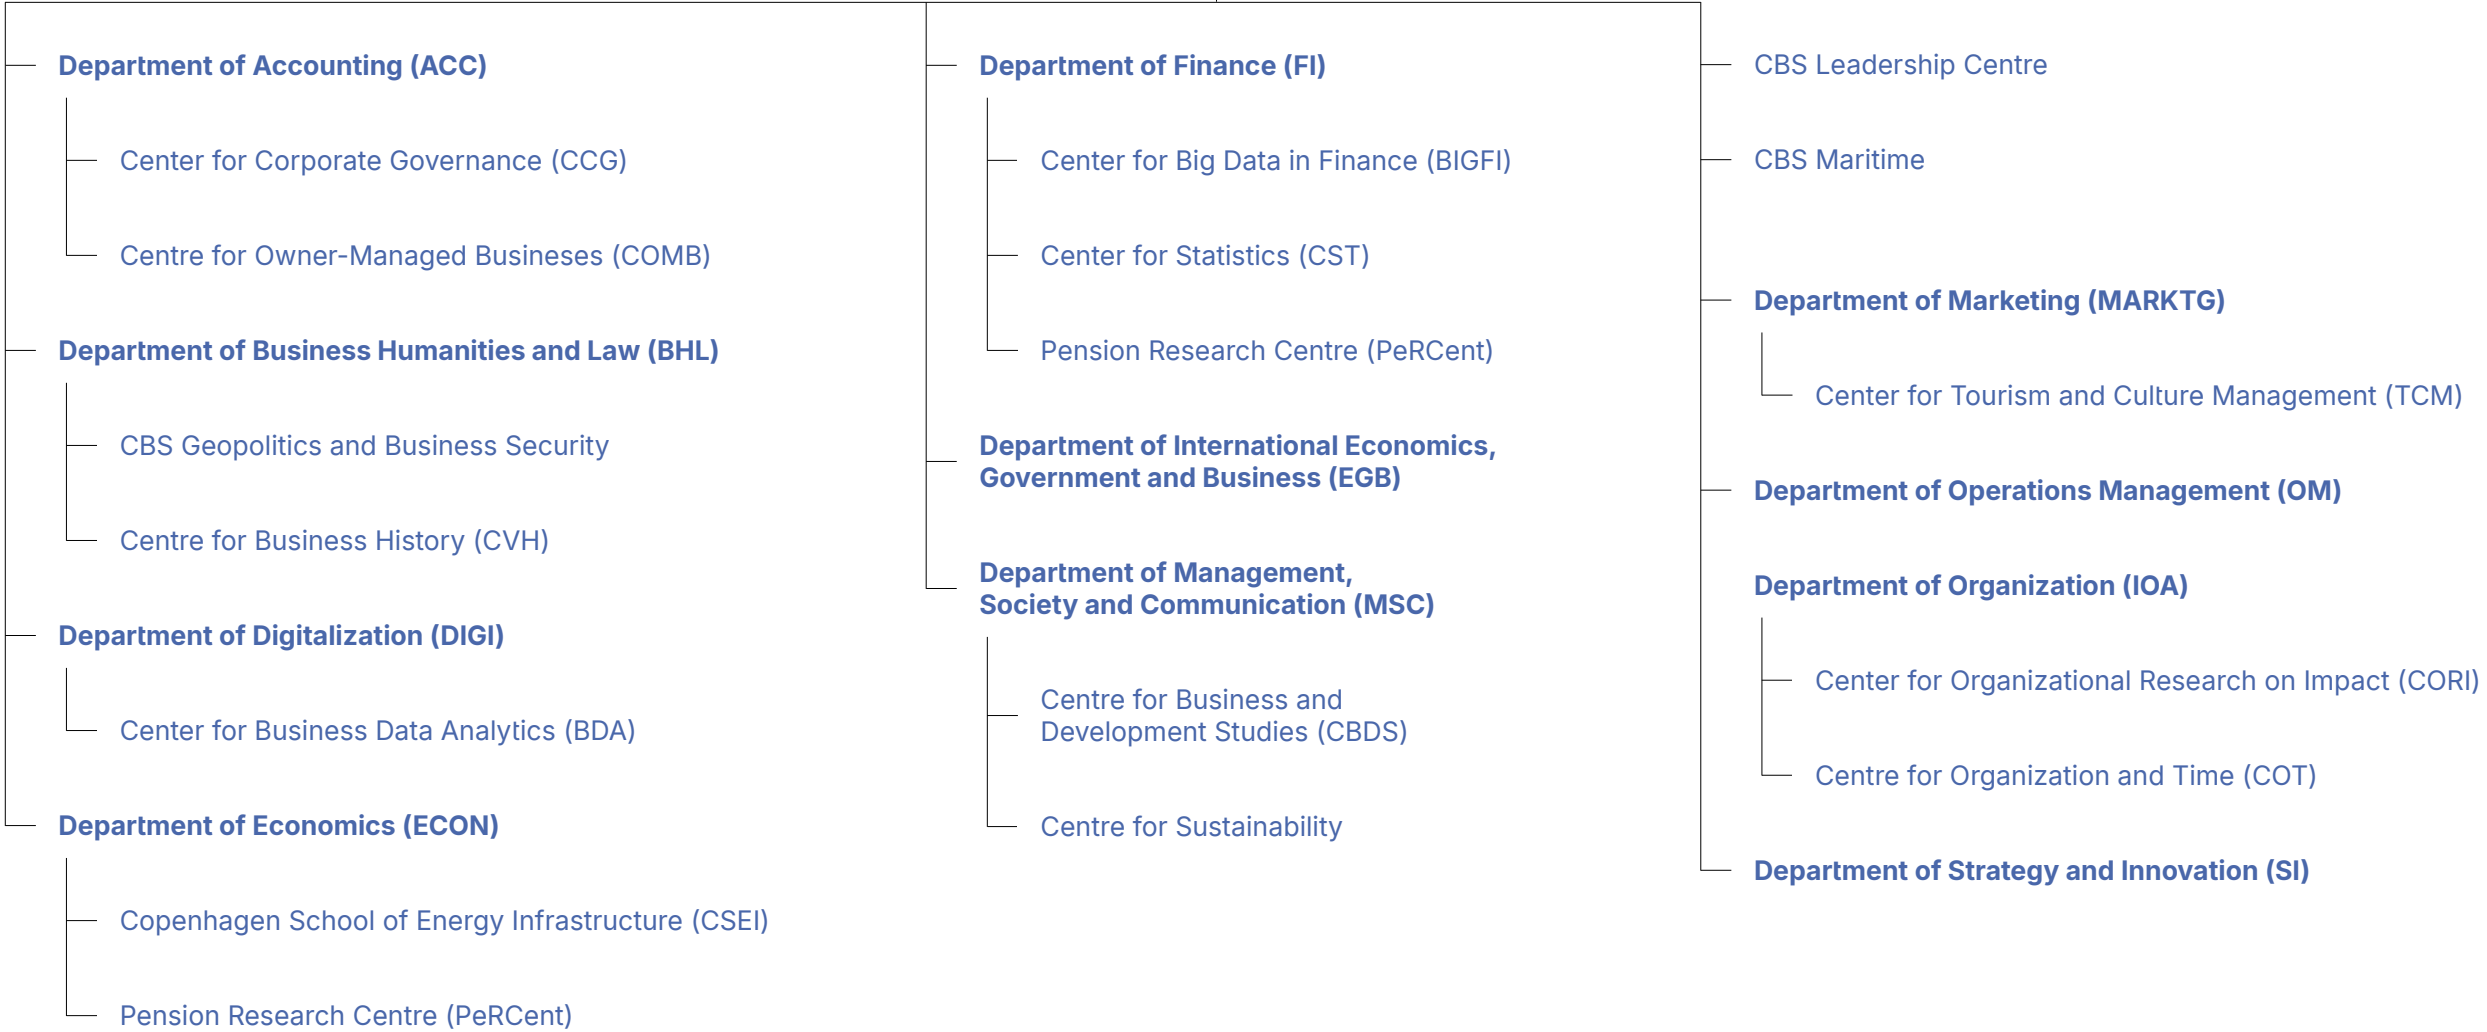 Department of Accounting (ACC)
Center for Corporate Governance (CCG)
Centre for Owner-Managed Busineses (COMB)
Department of Business Humanities and Law (BHL)
CBS Geopolitics and Business Security
Centre for Business History (CVH)
Department of Digitalization (DIGI)
Center for Business Data Analytics (BDA)
Department of Economics (ECON)
Copenhagen School of Energy Infrastructure (CSEI)
Pension Research Centre (PeRCent)
Department of Finance (FI)
Center for Big Data in Finance (BIGFI)
Center for Statistics (CST)
Pension Research Centre (PeRCent)
Department of International Economics,
Government and Business (EGB)
Department of Management,
Society and Communication (MSC)
Centre for Business and
Development Studies (CBDS)
Centre for Sustainability
CBS Leadership Centre
CBS Maritime
Department of Marketing (MARKTG)
Center for Tourism and Culture Management (TCM)
Department of Operations Management (OM)
Department of Organization (IOA)
Center for Organizational Research on Impact (CORI)
Centre for Organization and Time (COT)
Department of Strategy and Innovation (SI)